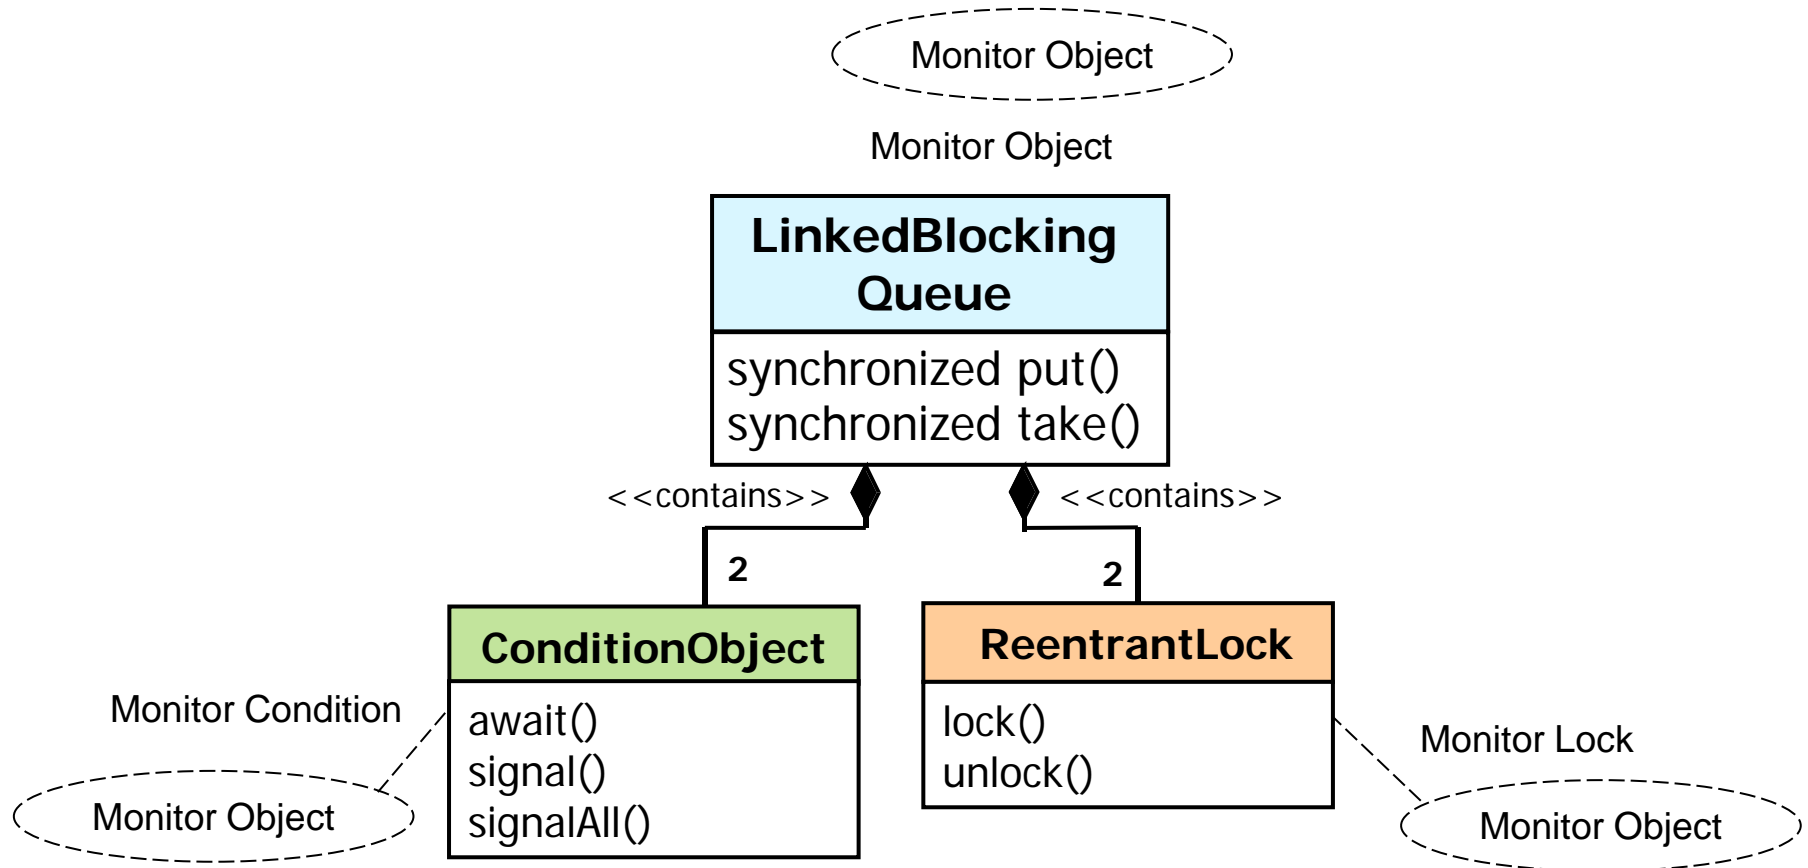 Monitor Object
Monitor Object
LinkedBlocking
Queue
synchronized put()
synchronized take()
<<contains>>
<<contains>>
2
2
ConditionObject
await()
signal()
signalAll()
ReentrantLock
lock()
unlock()
Monitor Condition
Monitor Object
Monitor Lock
Monitor Object